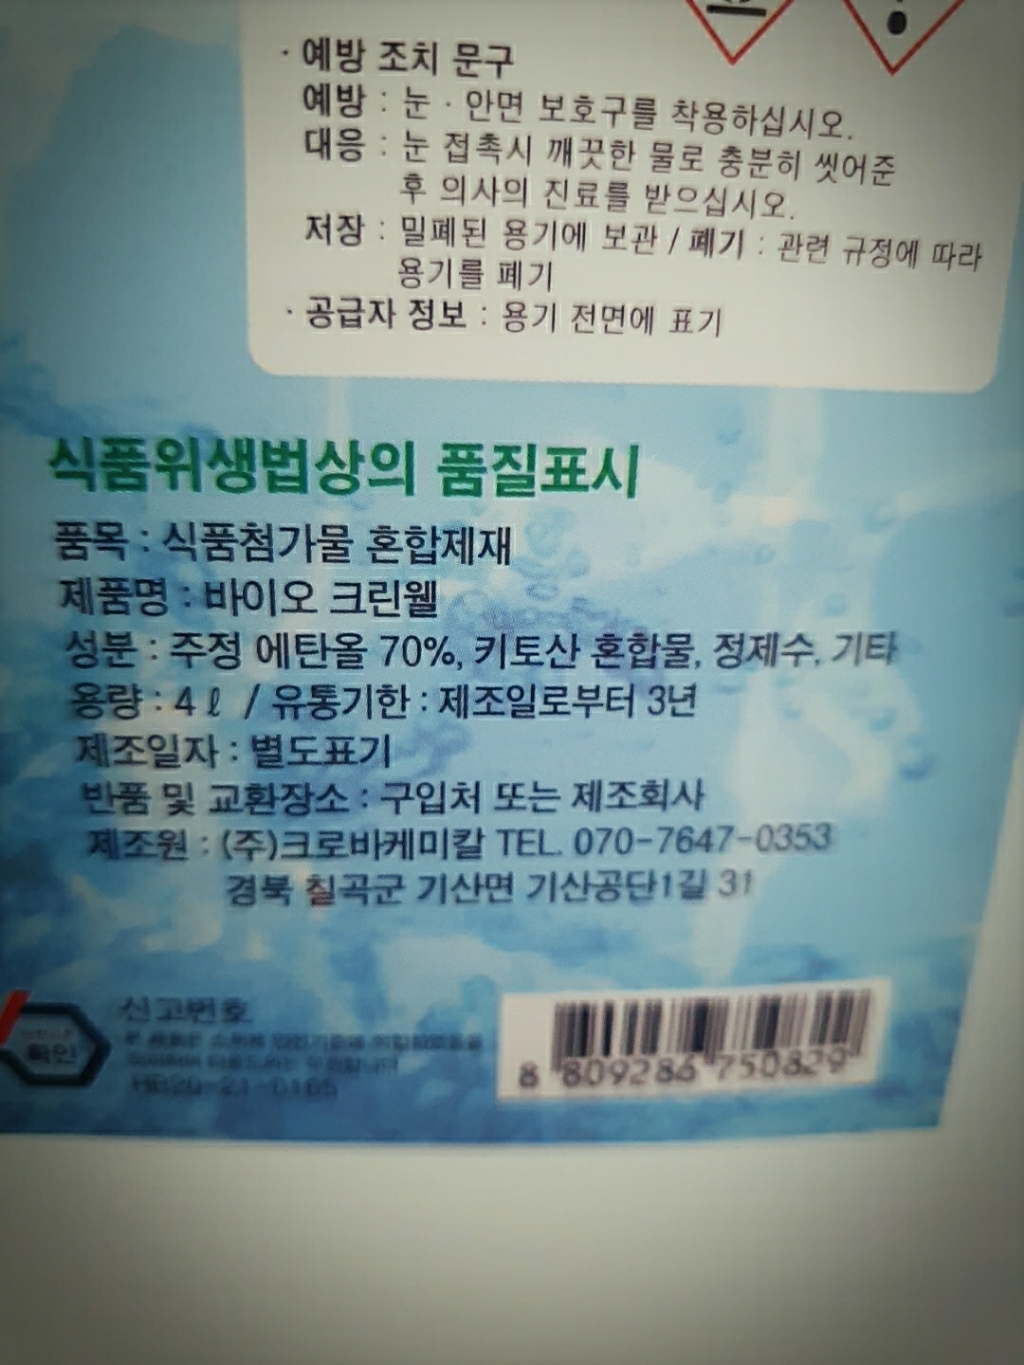 · 예방 조치 문구
예방 : 눈 · 안면 보호구를 착용하십시오.
대응 : 눈 접촉시 깨끗한 물로 충분히 씻어준
후 의사의 진료를 받으십시오.
저장 : 밀폐된 용기에 보관 / 폐기 : 관련 규정에 따라
용기를 폐기
· 공급자 정보 : 용기 전면에 표기
식품위생법상의 품질표시
품목 : 식품첨가물 혼합제재
제품명 : 바이오 크린웰
성분 : 주정 에탄올 70%, 키토산 혼합물, 정제수, 기타
용량 : 4ℓ / 유통기한 : 제조일로부터 3년
제조일자 : 별도표기
반품 및 교환장소 : 구입처 또는 제조회사
제조원 : (주)크로바케미칼 TEL. 070-7647-0353
경북 칠곡군 기산면 기산공단1길 31
신고번호
확인
HB20-21-0165
8 809286 750829